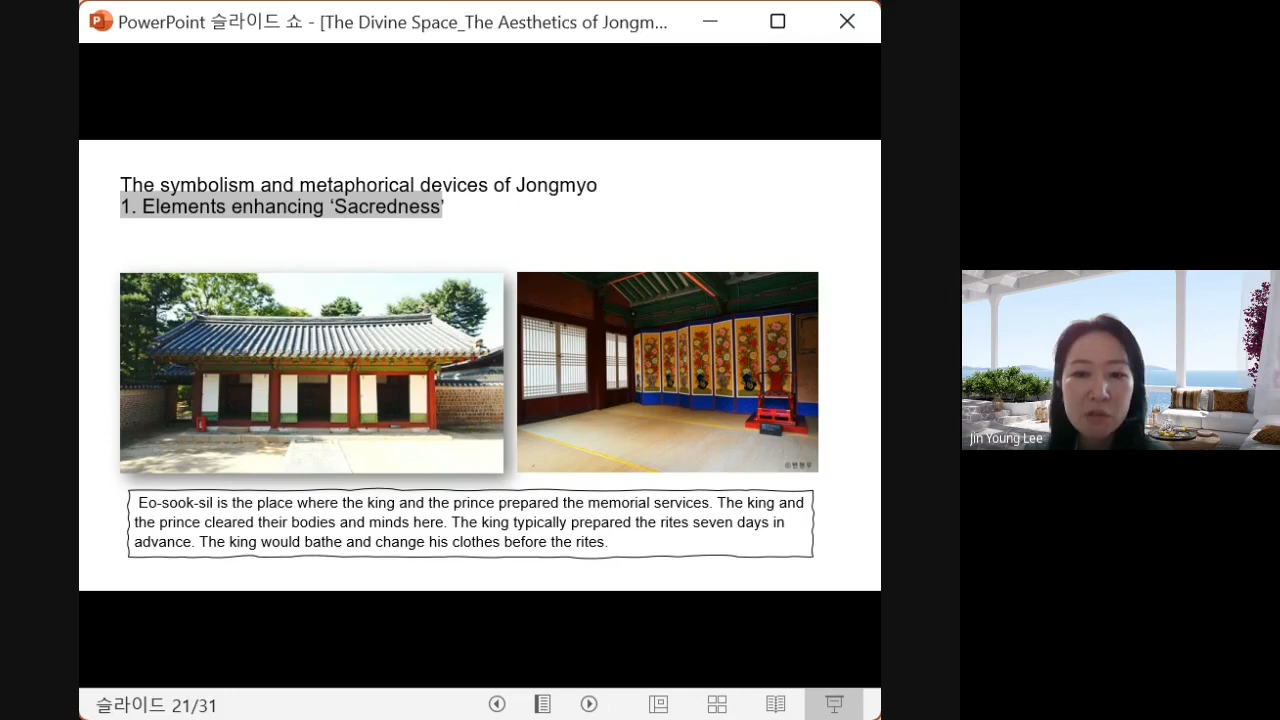 PowerPoint 슬라이드 쇼 - [The Divine Space_The Aesthetics of Jongm...
The symbolism and metaphorical devices of Jongmyo
1. Elements enhancing ‘Sacredness’
Eo-sook-sil is the place where the king and the prince prepared the memorial services. The king and
the prince cleared their bodies and minds here. The king typically prepared the rites seven days in
advance. The king would bathe and change his clothes before the rites.
Jin Young Lee
슬라이드 21/31